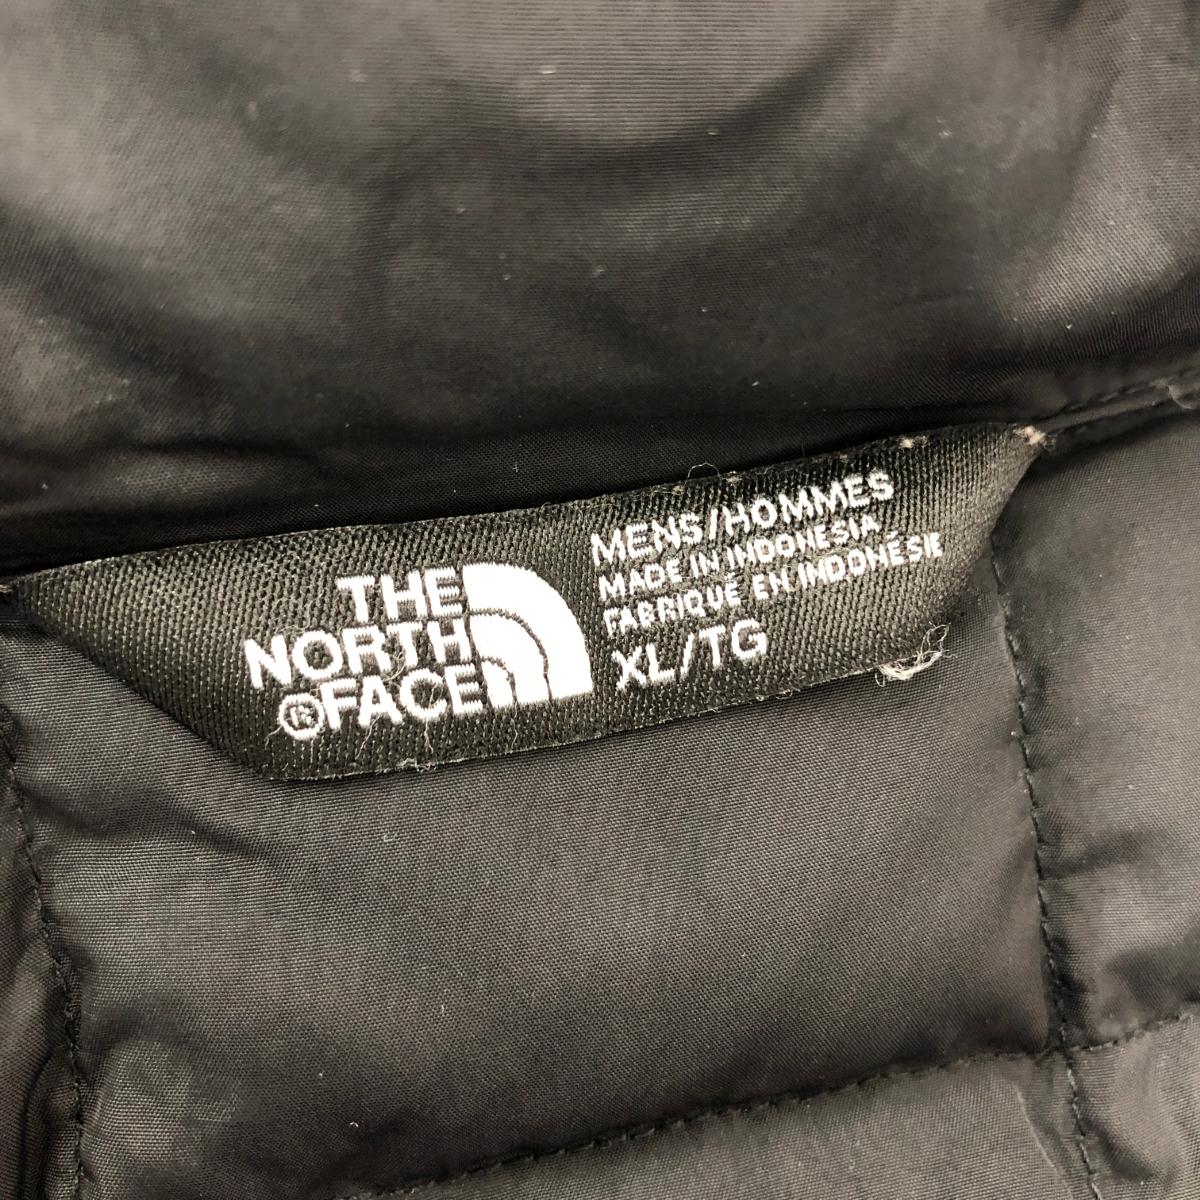 THE
NORTH
®FACE
MENS/HOMMES
MADE IN INDONESIA
FABRIQUÉ EN INDONÉSIE
XL/TG